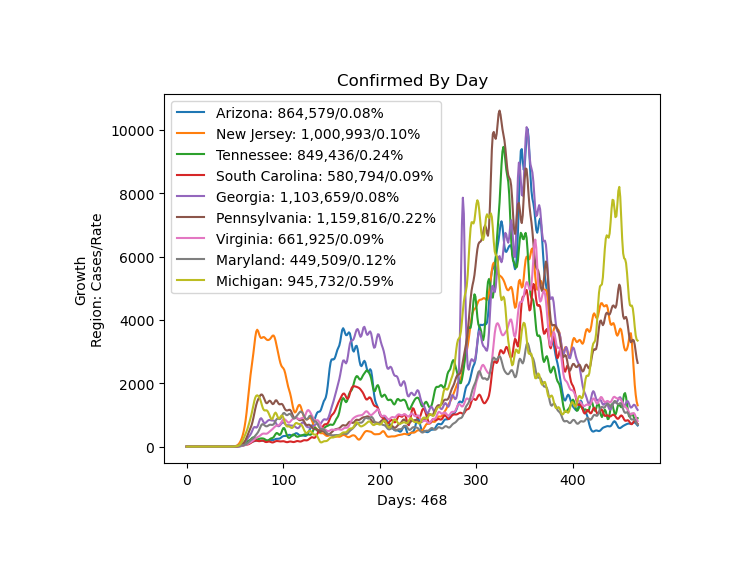 Confirmed By Day
Arizona: 864,579/0.08%
New Jersey: 1,000,993/0.10%
Tennessee: 849,436/0.24%
South Carolina: 580,794/0.09%
Georgia: 1,103,659/0.08%
Pennsylvania: 1,159,816/0.22%
Virginia: 661,925/0.09%
Maryland: 449,509/0.12%
Michigan: 945,732/0.59%
Growth
Region: Cases/Rate
10000
8000
6000
4000
2000
0
0 100 200 300 400
Days: 468